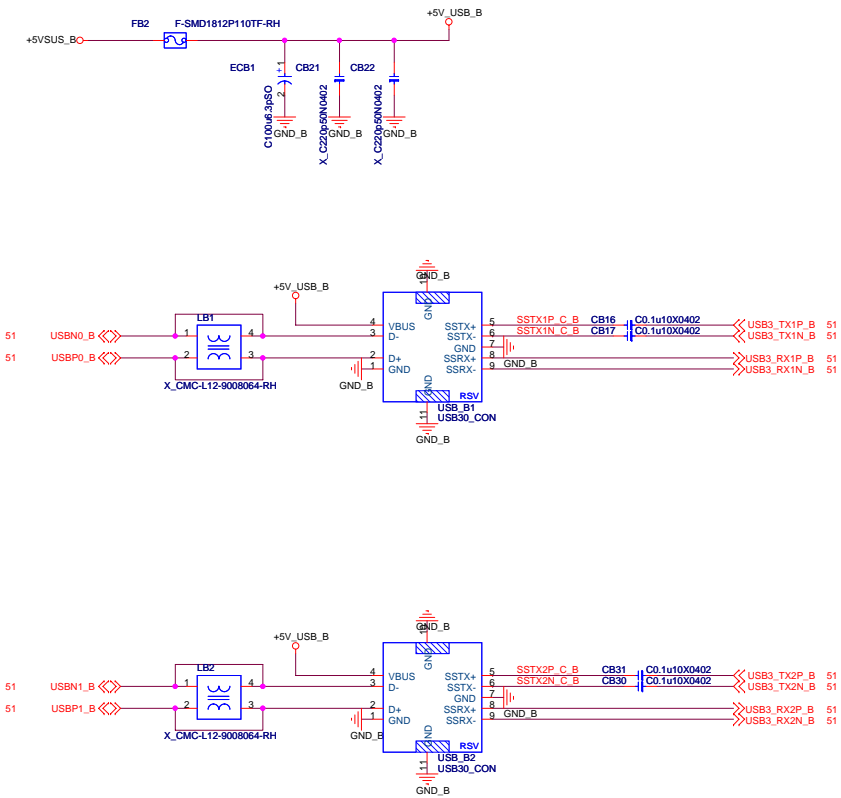 +5V_USB_B
FB2 F-SMD1812P110TF-RH
+5VSUS_B
ECB1 + 1 CB21 CB22
2
C100u6.3pSO
X_C220p50N0402
X_C220p50N0402
GND_B GND_B GND_B
GND_B
+5V_USB_B
GND
LB1
4 VBUS SSTX+ 5 SSTX1P_C_B CB16 C0.1u10X0402 USB3_TX1P_B 51
51 USBN0_B 1 4 3 D- SSTX- 6 SSTX1N_C_B CB17 C0.1u10X0402 USB3_TX1N_B 51
GND 7
51 USBP0_B 2 3 2 D+ SSRX+ 8 USB3_RX1P_B 51
1 GND SSRX- 9 GND_B USB3_RX1N_B 51
X_CMC-L12-9008064-RH
GND_B
GND
RSV
11 USB_B1
USB30_CON
GND_B
GND_B
+5V_USB_B
GND
LB2
4 VBUS SSTX+ 5 SSTX2P_C_B CB31 C0.1u10X0402 USB3_TX2P_B 51
51 USBN1_B 1 4 3 D- SSTX- 6 SSTX2N_C_B CB30 C0.1u10X0402 USB3_TX2N_B 51
GND 7
51 USBP1_B 2 3 2 D+ SSRX+ 8 USB3_RX2P_B 51
1 GND SSRX- 9 GND_B USB3_RX2N_B 51
X_CMC-L12-9008064-RH
GND_B
GND
RSV
11 USB_B2
USB30_CON
GND_B